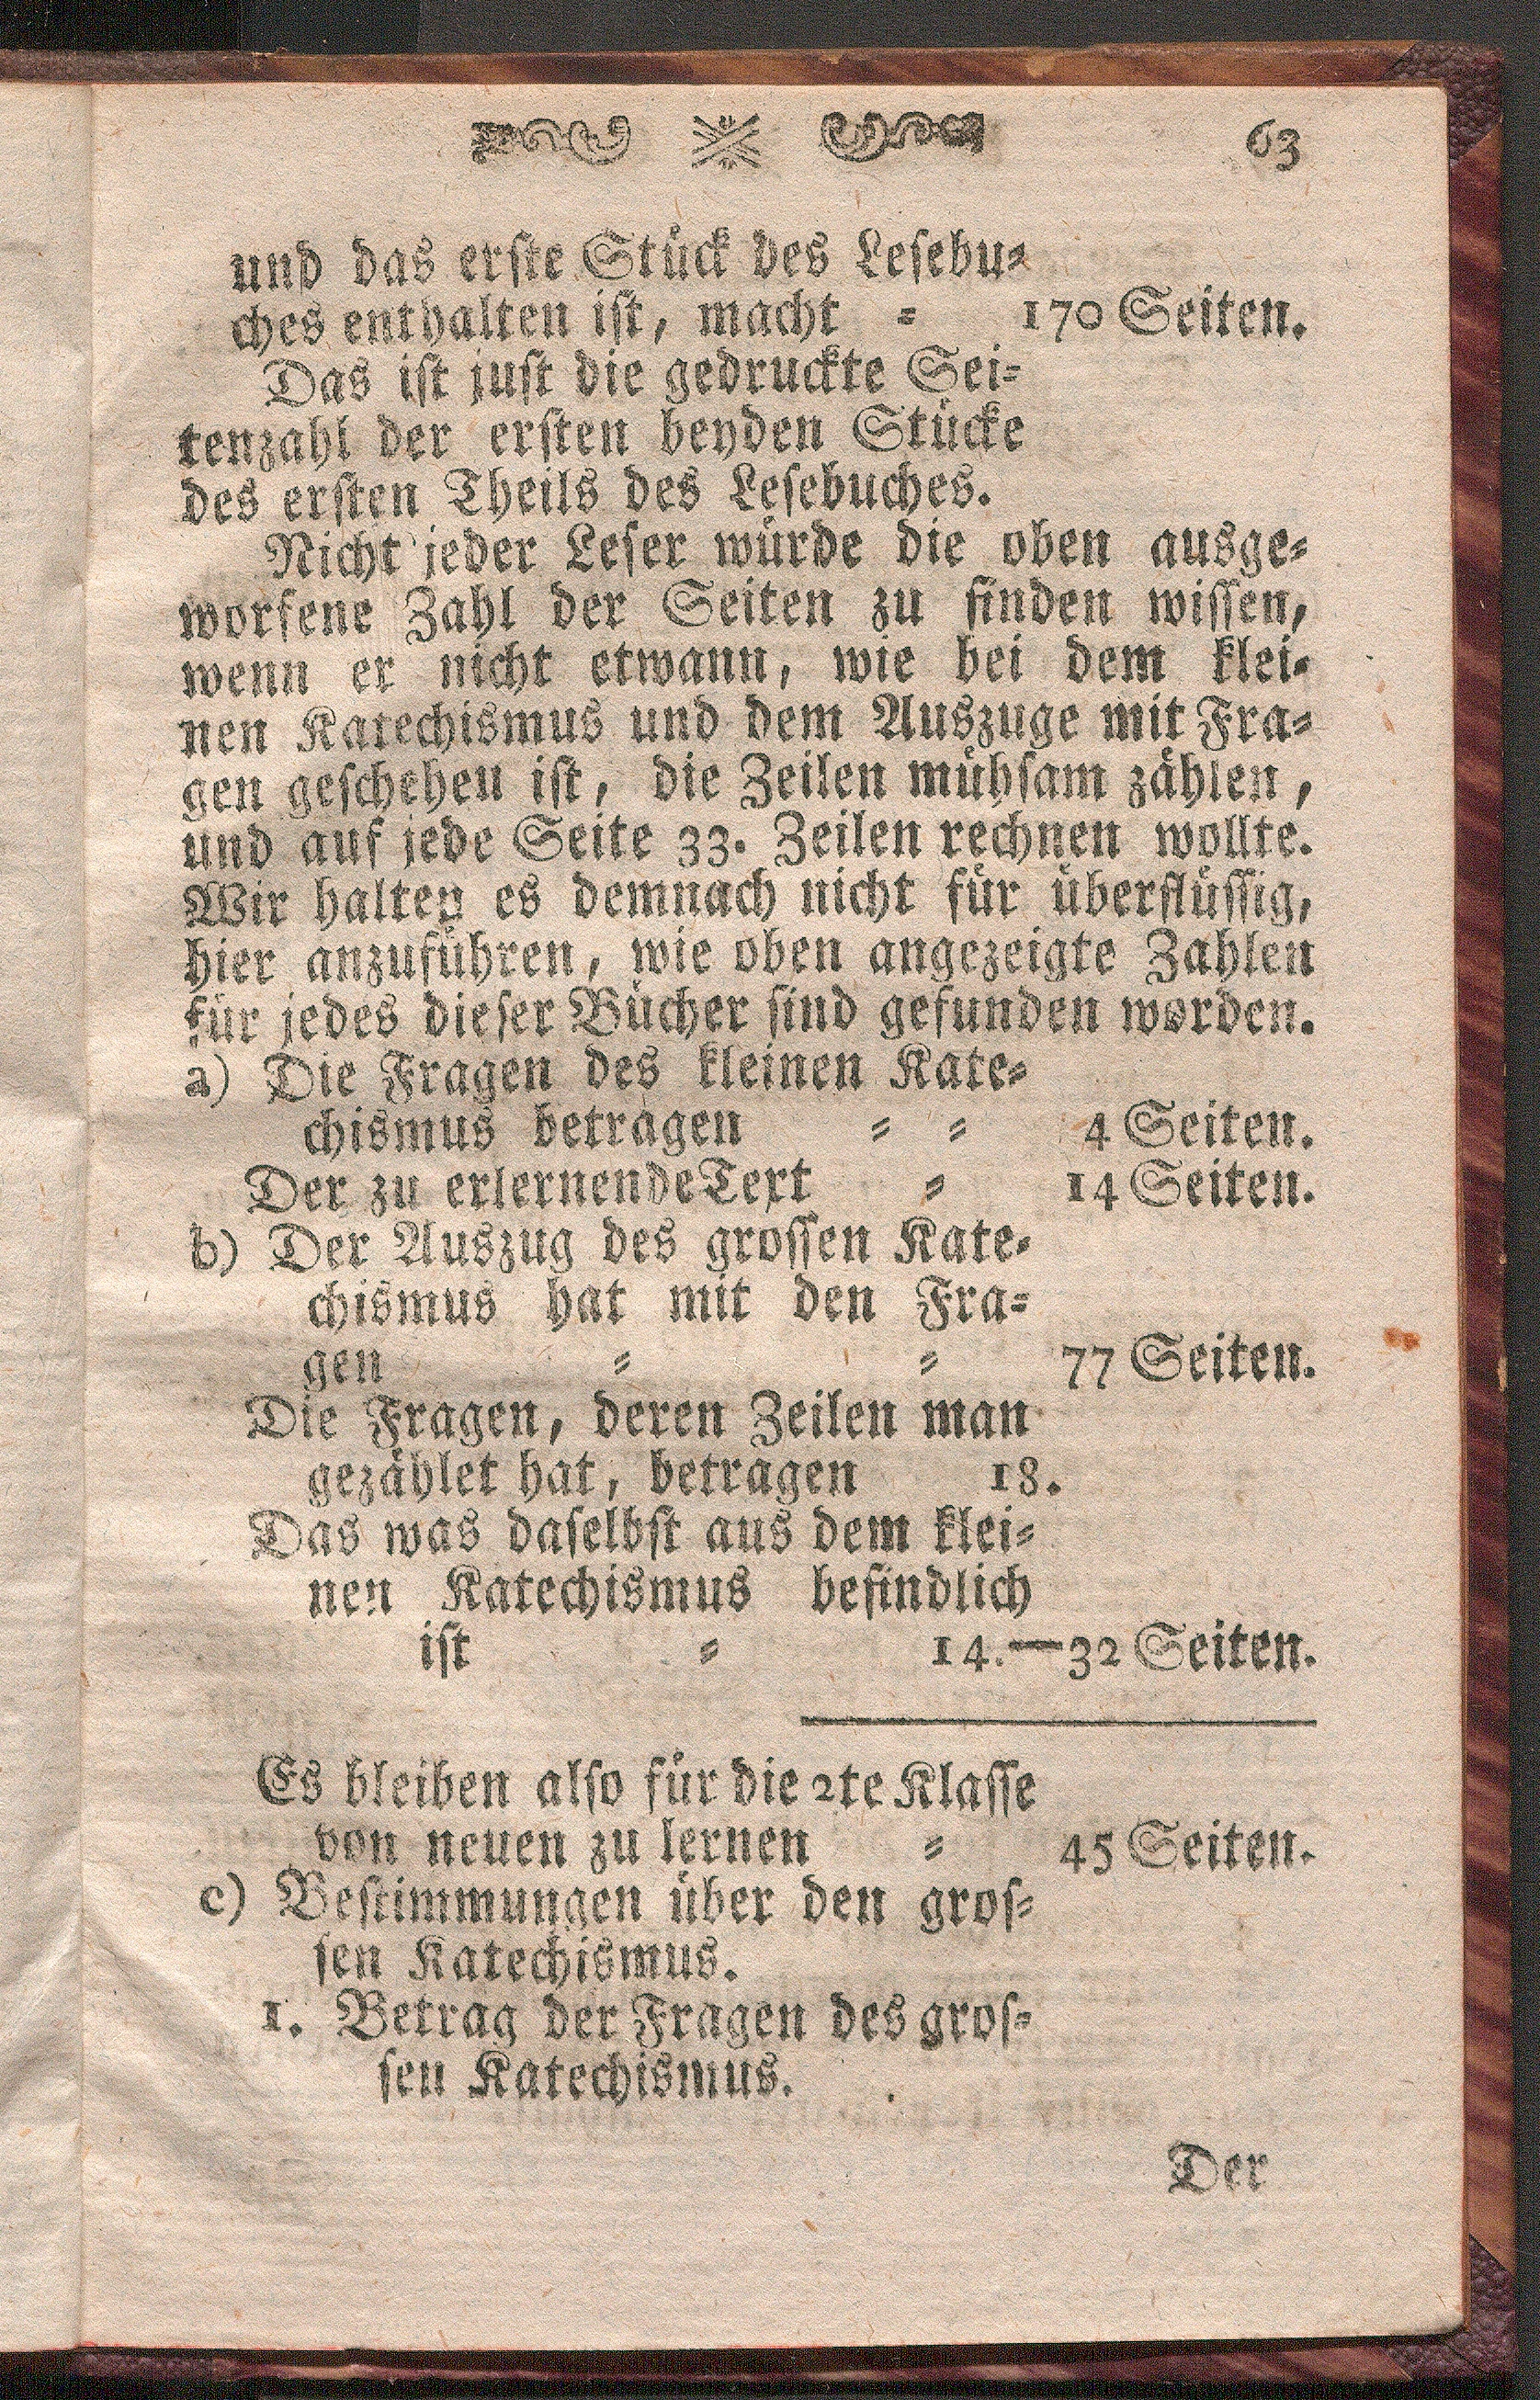 63
und das erste Stück des Lesebu-
ches enthalten ist, macht = 170 Seiten.
Das ist just die gedruckte Sei-
tenzahl der ersten beyden Stücke
des ersten Theils des Lesebuches.
Nicht jeder Leser würde die oben ausge-
worfene Zahl der Seiten zu finden wissen,
wenn er nicht etwann, wie bei dem klei-
nen Katechismus und dem Auszuge mit Fra-
gen geschehen ist, die Zeilen mühsam zählen,
und auf jede Seite 33. Zeilen rechnen wollte.
Wir halten es demnach nicht für überflüssig,
hier anzuführen, wie oben angezeigte Zahlen
für jedes dieser Bücher sind gefunden worden.
a) Die Fragen des kleinen Kate-
chismus betragen = = 4 Seiten.
Der zu erlernende Text = 14 Seiten.
b) Der Auszug des grossen Kate-
chismus hat mit den Fra-
gen = = 77 Seiten.
Die Fragen, deren Zeilen man
gezählet hat, betragen 18.
Das was daselbst aus dem klei-
nen Katechismus befindlich
ist = 14.—32 Seiten.
Es bleiben also für die 2te Klasse
von neuen zu lernen = 45 Seiten.
c) Bestimmungen über den gros-
sen Katechismus.
1. Betrag der Fragen des gros-
sen Katechismus.
Der